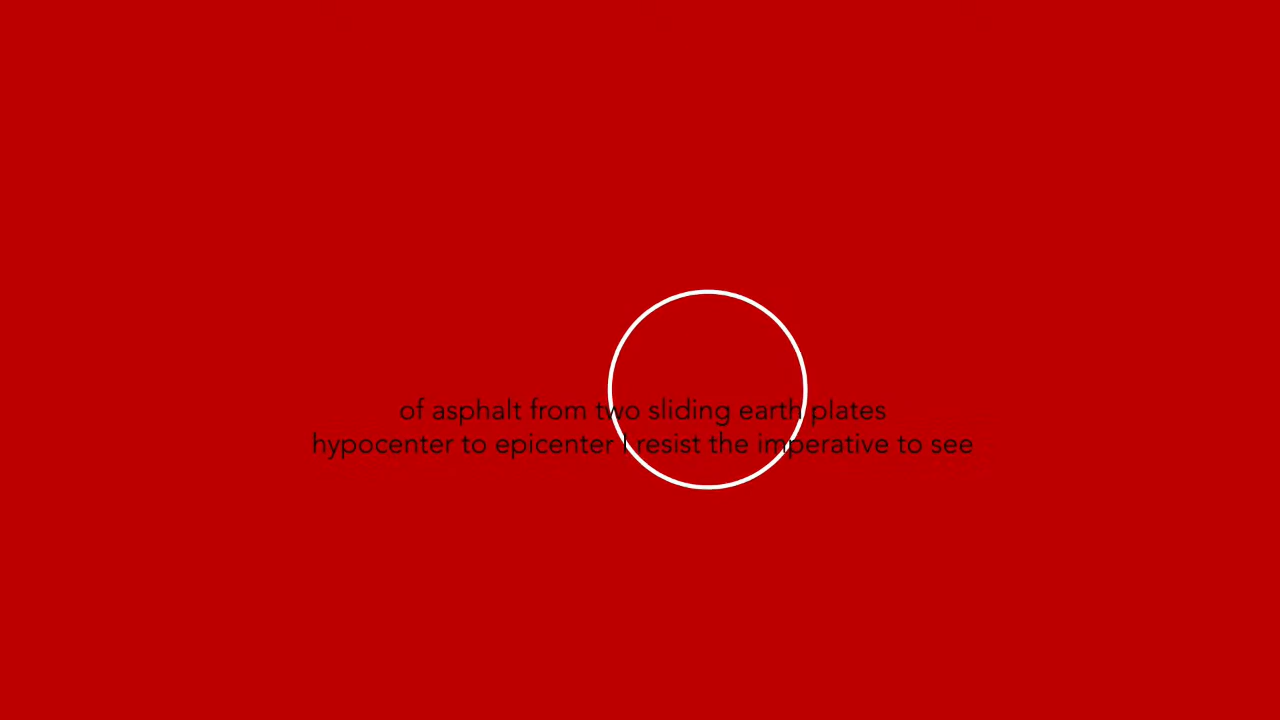 of asphalt from two sliding earth plates
hypocenter to epicenter I resist the imperative to see